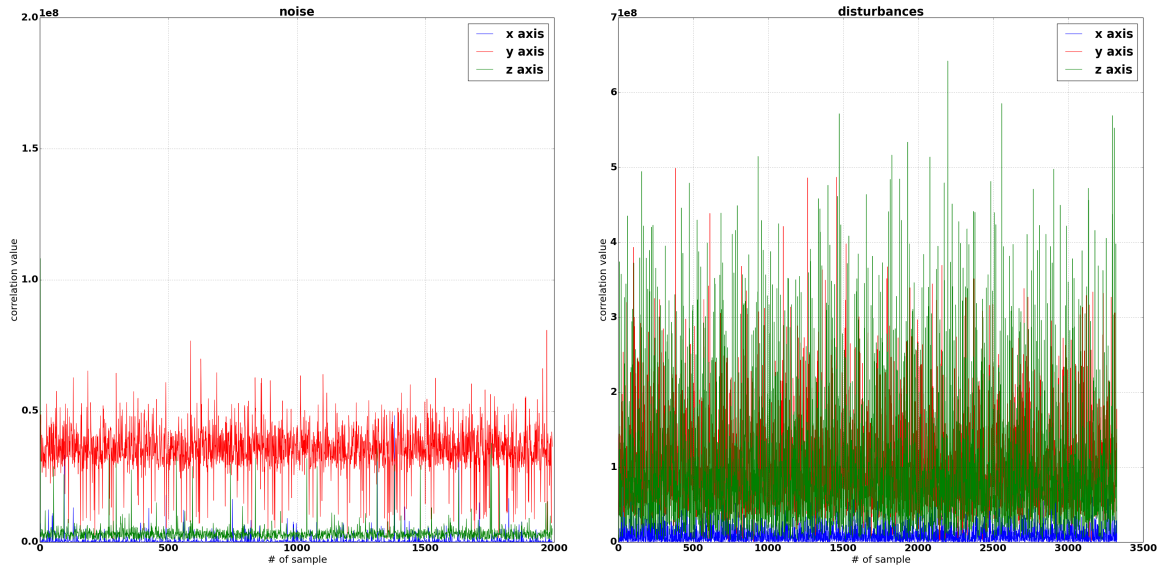 noise
1e8
2.0
1.5
1.0
0.5
0.0
0
500
1000
1500
2000
correlation value
# of sample
x axis
y axis
z axis
disturbances
1e8
7
6
5
4
3
2
1
0
0
500
1000
1500
2000
2500
3000
3500
correlation value
# of sample
x axis
y axis
z axis